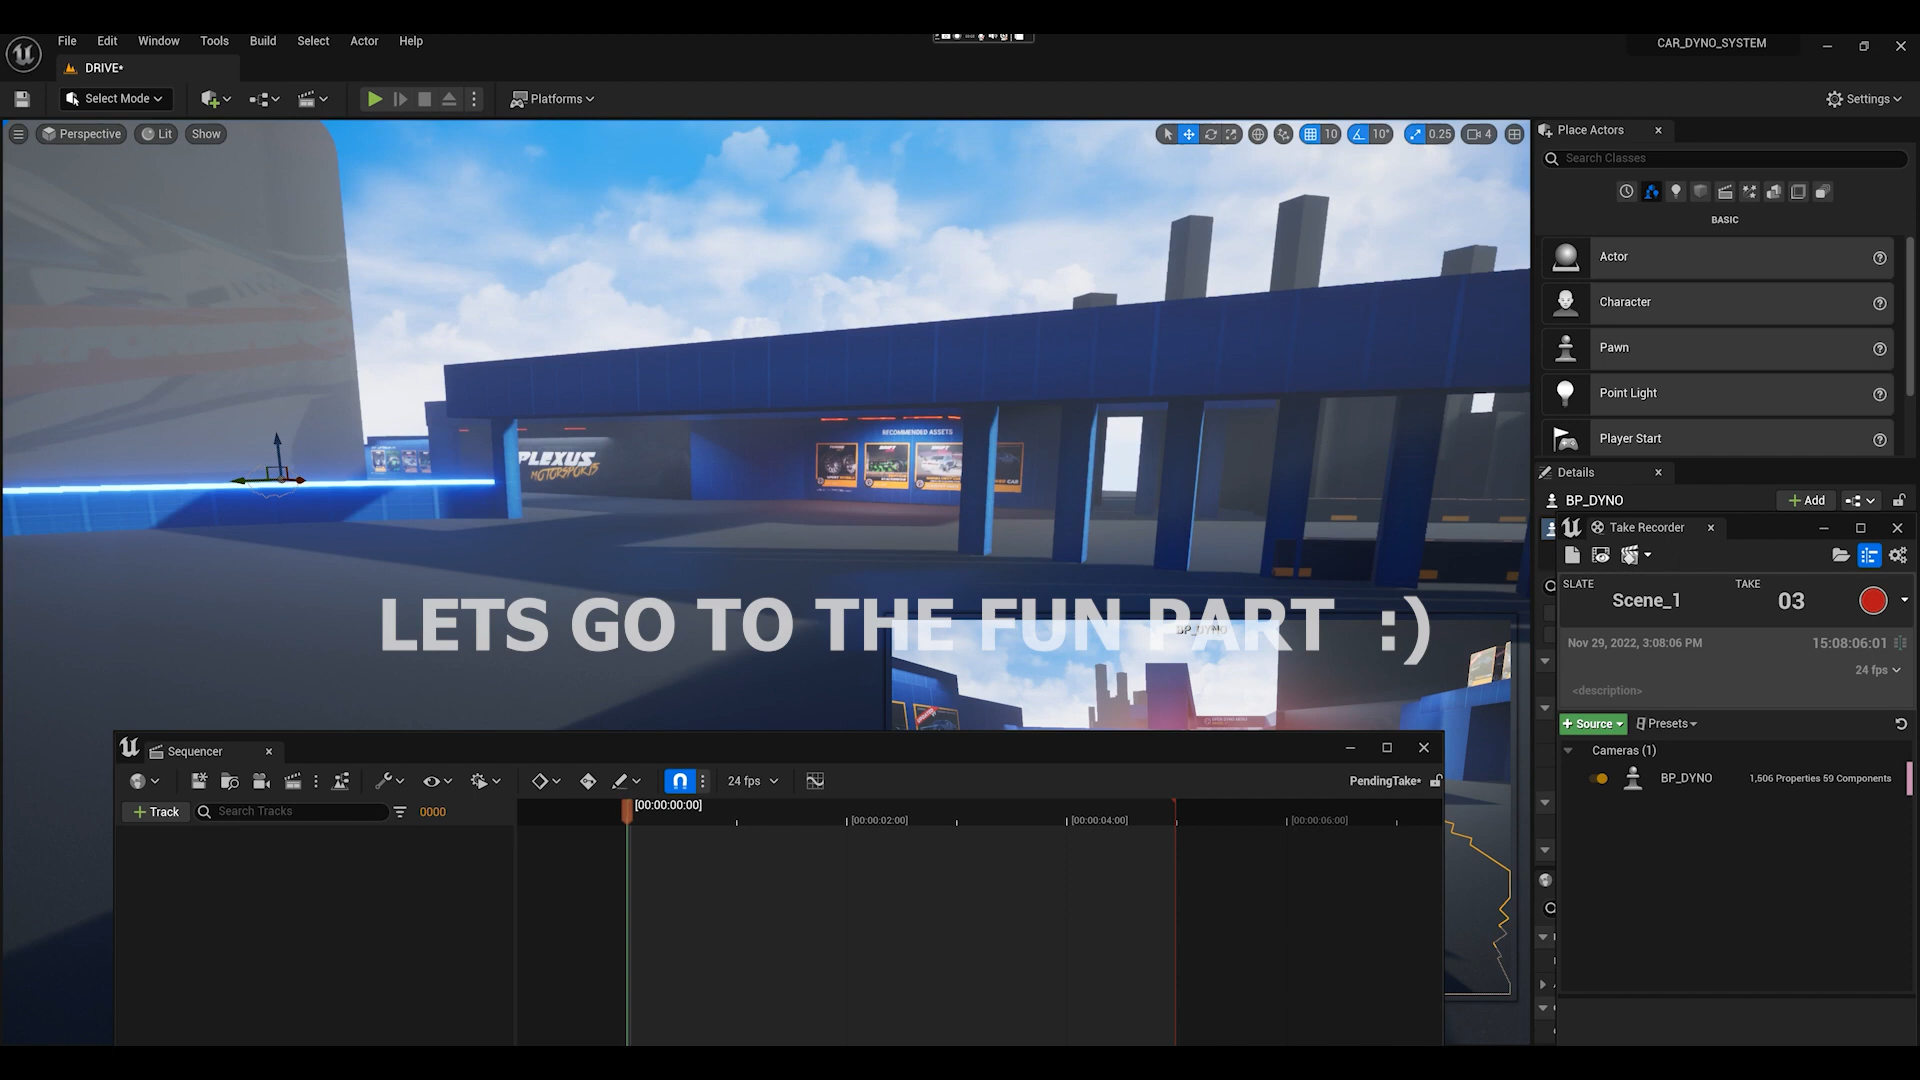 File Edit Window Tools Build Select Actor Help
CAR_DYNO_SYSTEM
DRIVE*
Select Mode
Platforms
Settings
Perspective Lit Show
10 10° 0.25 4
Place Actors
Search Classes
BASIC
Actor
Character
Pawn
Point Light
Player Start
RECOMMENDED ASSETS
PLEXUS
MOTORSPORTS
Details
BP_DYNO
Add
Take Recorder
SLATE TAKE
Scene_1 03
Nov 29, 2022, 3:08:06 PM 15:08:06:01
24 fps
<description>
Source Presets
Cameras (1)
BP_DYNO 1,506 Properties 59 Components
LETS GO TO THE FUN PART :)
BP_DYNO
Sequencer
24 fps
PendingTake*
Track Search Tracks 0000
[00:00:00:00]
[00:00:02:00] [00:00:04:00] [00:00:06:00]